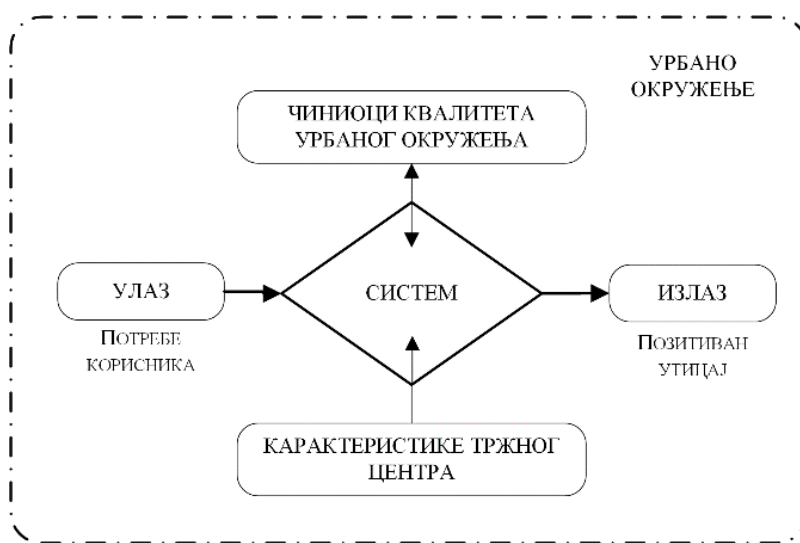 УРБАНО
ОКРУЖЕЊЕ
ЧИНИОЦИ КВАЛИТЕТА
УРБАНОГ ОКРУЖЕЊА
УЛАЗ
ПОТРЕБЕ
КОРИСНИКА
СИСТЕМ
ИЗЛАЗ
ПОЗИТИВАН
УТИЦАЈ
КАРАКТЕРИСТИКЕ ТРЖНОГ
ЦЕНТРА